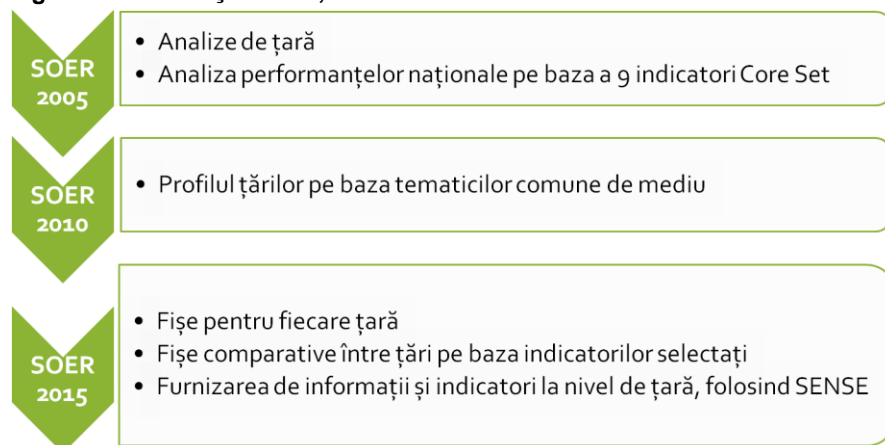 SOER
2005
• Analize de țară
• Analiza performanțelor naționale pe baza a 9 indicatori Core Set
SOER
2010
• Profilul țărilor pe baza tematicilor comune de mediu
SOER
2015
• Fișe pentru fiecare țară
• Fișe comparative între țări pe baza indicatorilor selectați
• Furnizarea de informații și indicatori la nivel de țară, folosind SENSE